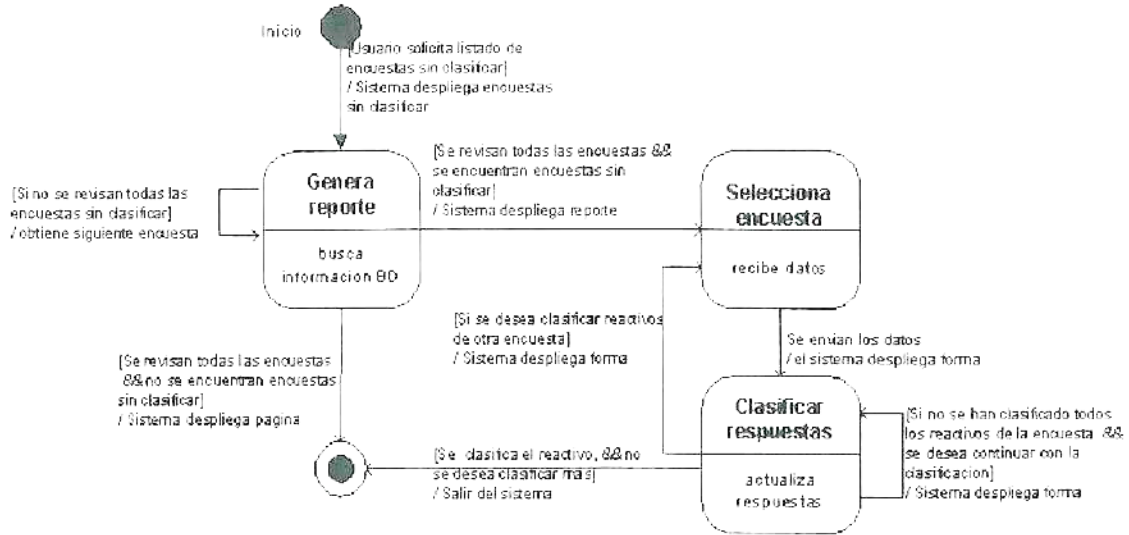 Inicio
[Usuario solicita listado de
encuestas sin clasificar]
/ Sistema despliega encuestas
sin clasificar
[Si no se revisan todas las
encuestas sin clasificar]
/ obtiene siguiente encuesta
Genera
reporte
busca
informacion BD
[Se revisan todas las encuestas &&
se encuentran encuestas sin
clasificar]
/ Sistema despliega reporte
Selecciona
encuesta
recibe datos
[Si se desea clasificar reactivos
de otra encuesta]
/ Sistema despliega forma
Se envian los datos
/ el sistema despliega forma
[Se revisan todas las encuestas
&& no se encuentran encuestas
sin clasificar]
/ Sistema despliega pagina
[Se clasifica el reactivo, && no
se desea clasificar mas]
/ Salir del sistema
Clasificar
respuestas
actualiza
respuestas
[Si no se han clasificado todos
los reactivos de la encuesta &&
se desea continuar con la
clasificacion]
/ Sistema despliega forma